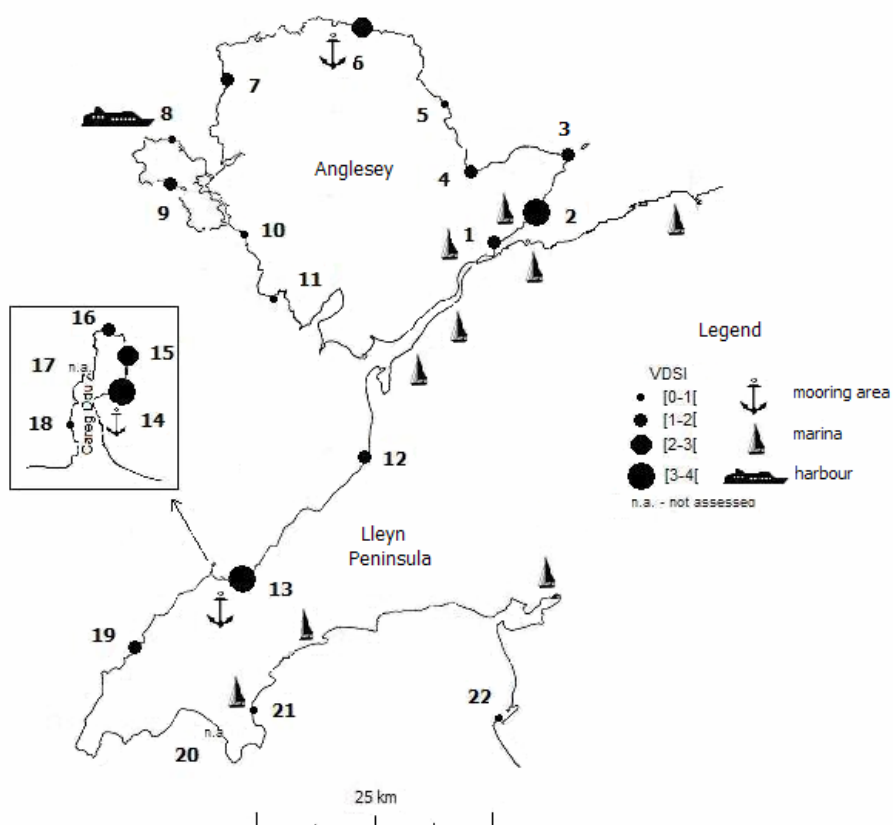 6
7
8
5
3
Anglesey
4
9
2
1
10
11
16
Legend
17
n.a.
15
VDSI
[0-1[
mooring area
[1-2[
18
Careg Ddu
14
marina
[2-3[
12
[3-4[
harbour
n.a. - not assessed
Lleyn
Peninsula
13
19
22
21
n.a
20
25 km